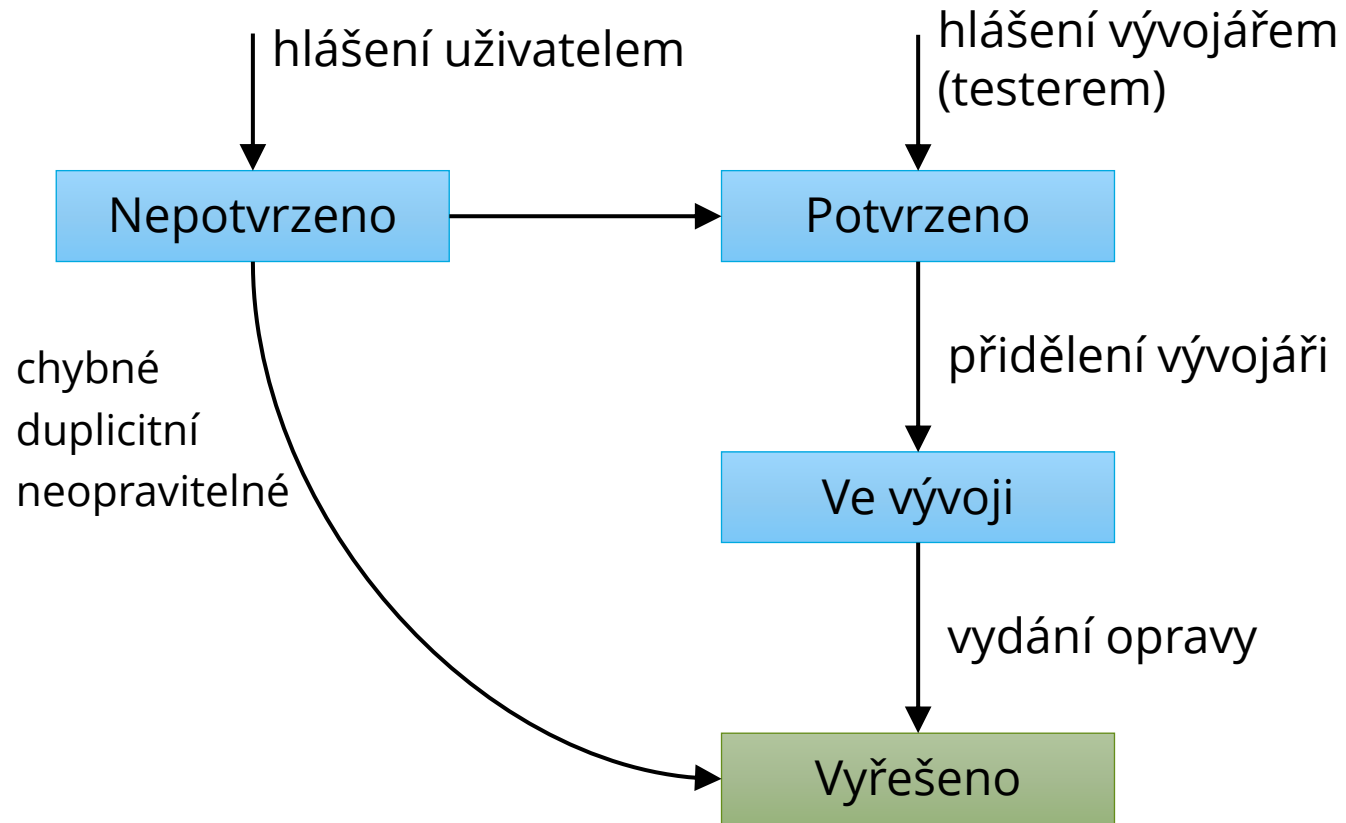 hlášení uživatelem
hlášení vývojářem
(testerem)
Nepotvrzeno
Potvrzeno
chybné
duplicitní
neopravitelné
přidělení vývojáři
Ve vývoji
vydání opravy
Vyřešeno